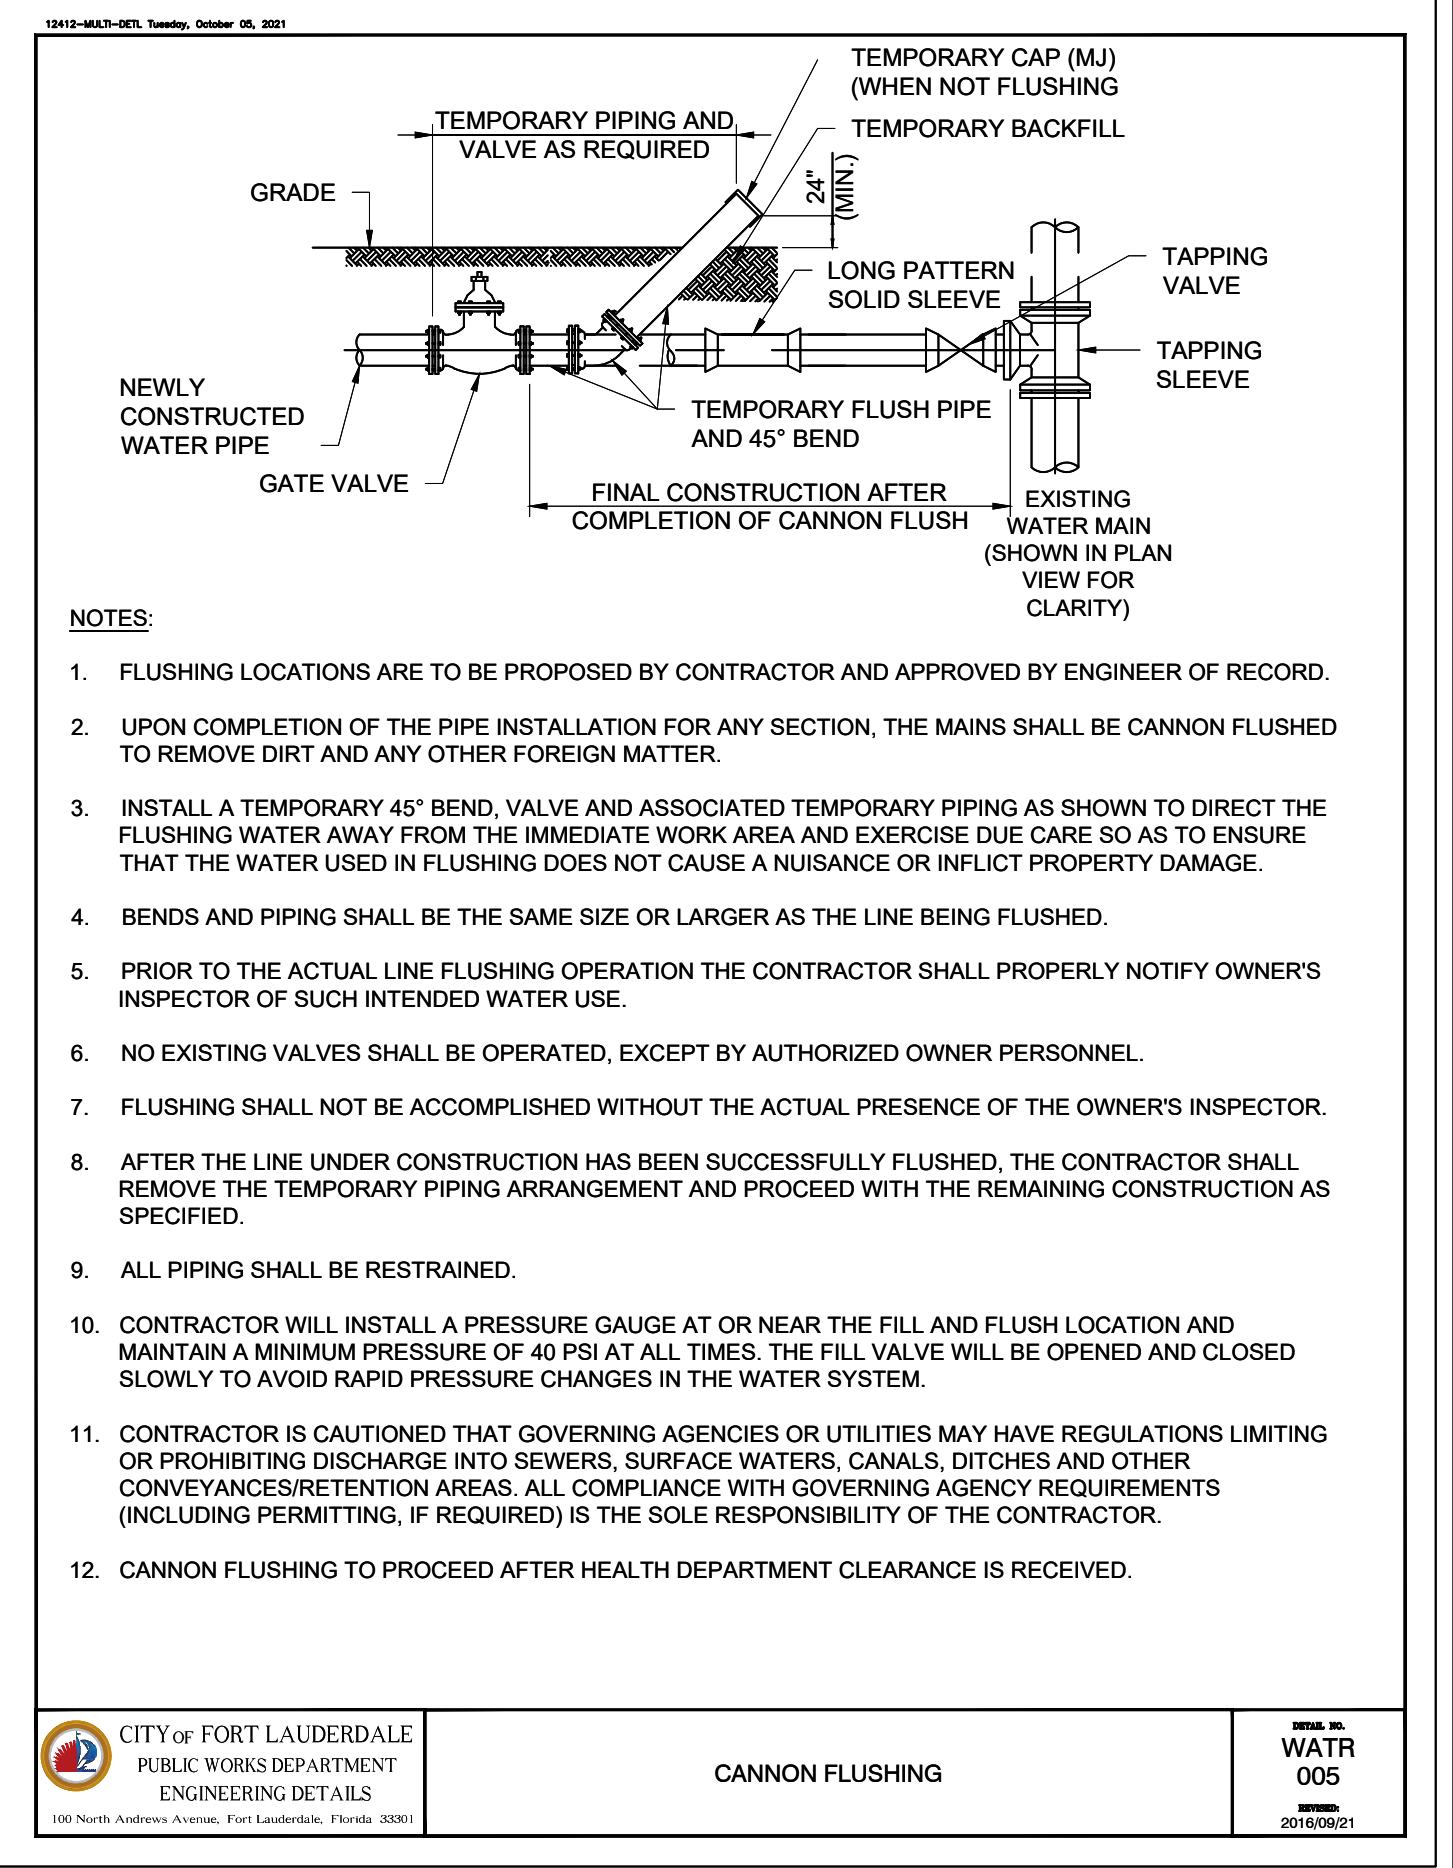 12412-MULTI-DETL Tuesday, October 05, 2021
TEMPORARY CAP (MJ)
(WHEN NOT FLUSHING
TEMPORARY PIPING AND
VALVE AS REQUIRED
TEMPORARY BACKFILL
24"
(MIN.)
GRADE
LONG PATTERN
SOLID SLEEVE
TAPPING
VALVE
TAPPING
SLEEVE
NEWLY
CONSTRUCTED
WATER PIPE
TEMPORARY FLUSH PIPE
AND 45° BEND
GATE VALVE
FINAL CONSTRUCTION AFTER
COMPLETION OF CANNON FLUSH
EXISTING
WATER MAIN
(SHOWN IN PLAN
VIEW FOR
CLARITY)
NOTES:
1. FLUSHING LOCATIONS ARE TO BE PROPOSED BY CONTRACTOR AND APPROVED BY ENGINEER OF RECORD.
2. UPON COMPLETION OF THE PIPE INSTALLATION FOR ANY SECTION, THE MAINS SHALL BE CANNON FLUSHED
TO REMOVE DIRT AND ANY OTHER FOREIGN MATTER.
3. INSTALL A TEMPORARY 45° BEND, VALVE AND ASSOCIATED TEMPORARY PIPING AS SHOWN TO DIRECT THE
FLUSHING WATER AWAY FROM THE IMMEDIATE WORK AREA AND EXERCISE DUE CARE SO AS TO ENSURE
THAT THE WATER USED IN FLUSHING DOES NOT CAUSE A NUISANCE OR INFLICT PROPERTY DAMAGE.
4. BENDS AND PIPING SHALL BE THE SAME SIZE OR LARGER AS THE LINE BEING FLUSHED.
5. PRIOR TO THE ACTUAL LINE FLUSHING OPERATION THE CONTRACTOR SHALL PROPERLY NOTIFY OWNER'S
INSPECTOR OF SUCH INTENDED WATER USE.
6. NO EXISTING VALVES SHALL BE OPERATED, EXCEPT BY AUTHORIZED OWNER PERSONNEL.
7. FLUSHING SHALL NOT BE ACCOMPLISHED WITHOUT THE ACTUAL PRESENCE OF THE OWNER'S INSPECTOR.
8. AFTER THE LINE UNDER CONSTRUCTION HAS BEEN SUCCESSFULLY FLUSHED, THE CONTRACTOR SHALL
REMOVE THE TEMPORARY PIPING ARRANGEMENT AND PROCEED WITH THE REMAINING CONSTRUCTION AS
SPECIFIED.
9. ALL PIPING SHALL BE RESTRAINED.
10. CONTRACTOR WILL INSTALL A PRESSURE GAUGE AT OR NEAR THE FILL AND FLUSH LOCATION AND
MAINTAIN A MINIMUM PRESSURE OF 40 PSI AT ALL TIMES. THE FILL VALVE WILL BE OPENED AND CLOSED
SLOWLY TO AVOID RAPID PRESSURE CHANGES IN THE WATER SYSTEM.
11. CONTRACTOR IS CAUTIONED THAT GOVERNING AGENCIES OR UTILITIES MAY HAVE REGULATIONS LIMITING
OR PROHIBITING DISCHARGE INTO SEWERS, SURFACE WATERS, CANALS, DITCHES AND OTHER
CONVEYANCES/RETENTION AREAS. ALL COMPLIANCE WITH GOVERNING AGENCY REQUIREMENTS
(INCLUDING PERMITTING, IF REQUIRED) IS THE SOLE RESPONSIBILITY OF THE CONTRACTOR.
12. CANNON FLUSHING TO PROCEED AFTER HEALTH DEPARTMENT CLEARANCE IS RECEIVED.
CITY OF FORT LAUDERDALE
PUBLIC WORKS DEPARTMENT
ENGINEERING DETAILS
100 North Andrews Avenue, Fort Lauderdale, Florida 33301
CANNON FLUSHING
DETAIL NO.
WATR
005
REVISED:
2016/09/21